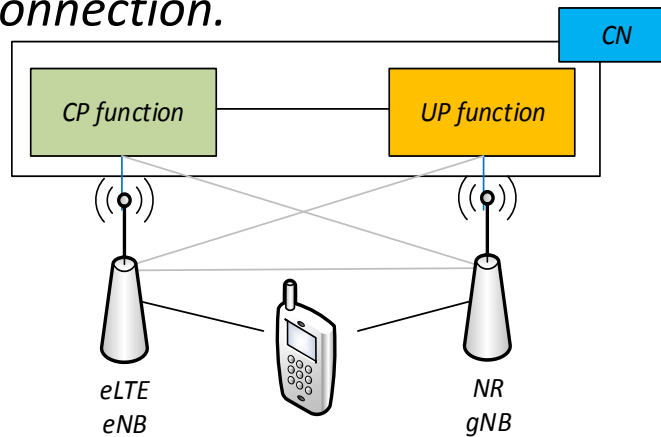 onnection.
CN
CP function
UP function
eLTE
eNB
NR
gNB